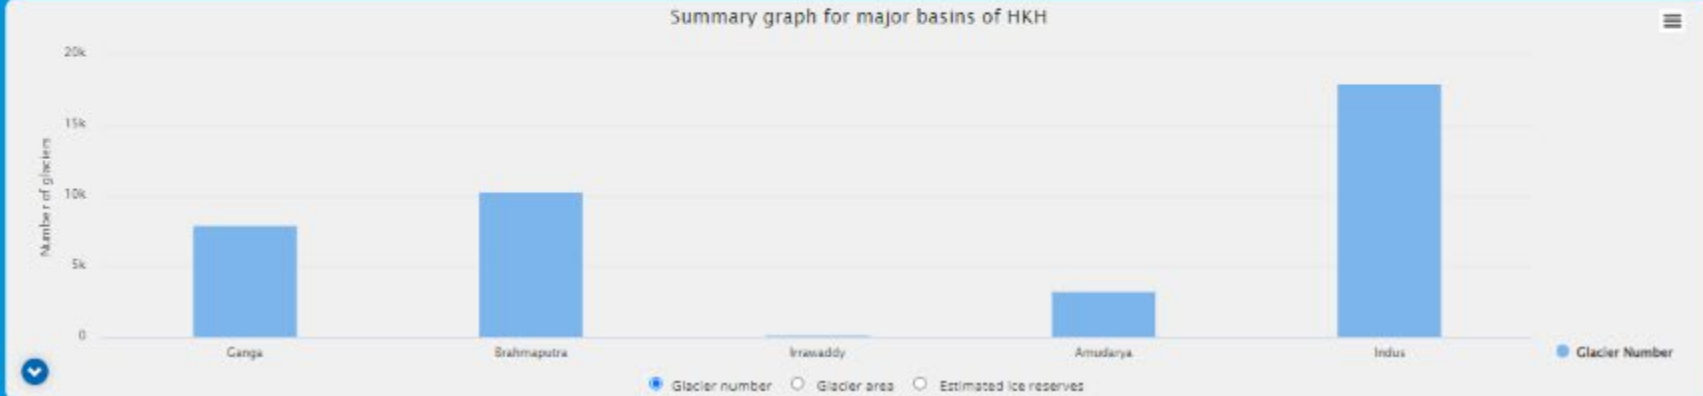 Summary graph for major basins of HKH
20k
15k
10k
5k
0
Number of glaciers
Ganga
Brahmaputra
Irrawaddy
Amudarya
Indus
Glacier Number
Glacier number
Glacier area
Estimated ice reserves